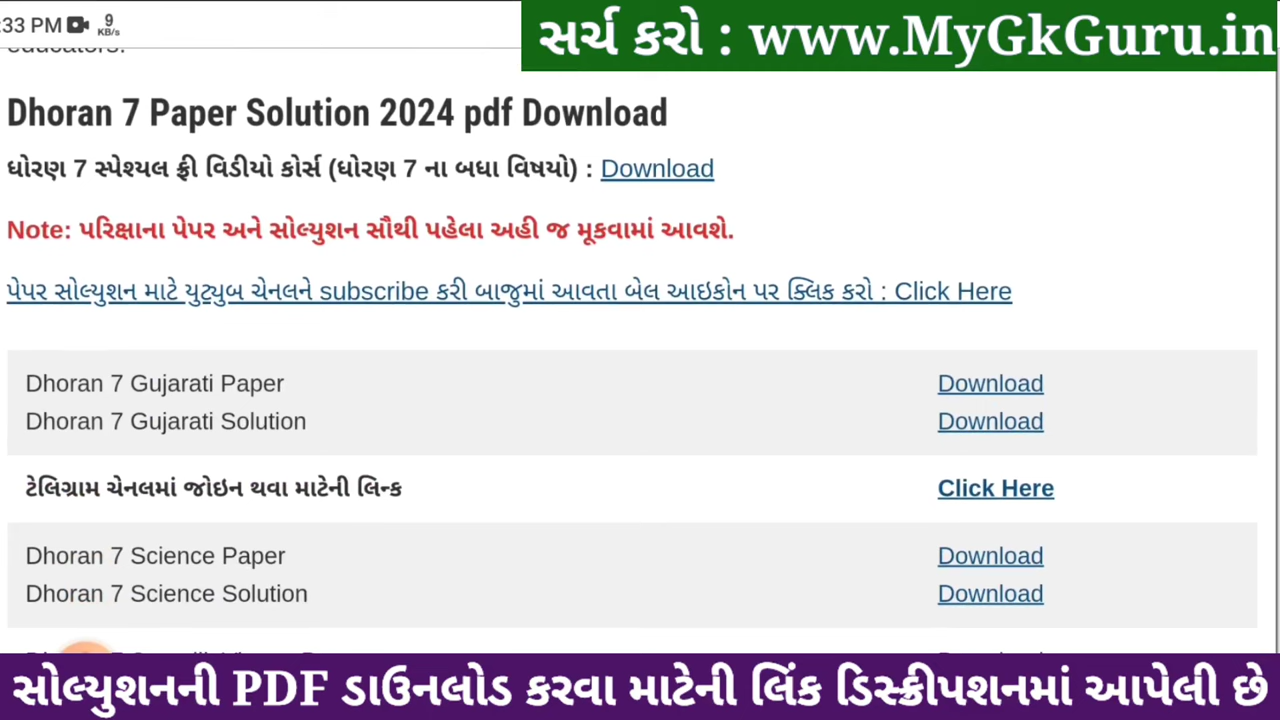 :33 PM 9 KB/s
સર્ચ કરો : www.MyGkGuru.in
educators.
Dhoran 7 Paper Solution 2024 pdf Download
ધોરણ 7 સ્પેશ્યલ ફ્રી વિડીયો કોર્સ (ધોરણ 7 ના બધા વિષયો) : Download
Note: પરિક્ષાના પેપર અને સોલ્યુશન સૌથી પહેલા અહી જ મૂકવામાં આવશે.
પેપર સોલ્યુશન માટે યુટ્યુબ ચેનલને subscribe કરી બાજુમાં આવતા બેલ આઇકોન પર ક્લિક કરો : Click Here
Dhoran 7 Gujarati Paper Download
Dhoran 7 Gujarati Solution Download
ટેલિગ્રામ ચેનલમાં જોઇન થવા માટેની લિન્ક Click Here
Dhoran 7 Science Paper Download
Dhoran 7 Science Solution Download
સોલ્યુશનની PDF ડાઉનલોડ કરવા માટેની લિંક ડિસ્ક્રીપશનમાં આપેલી છે